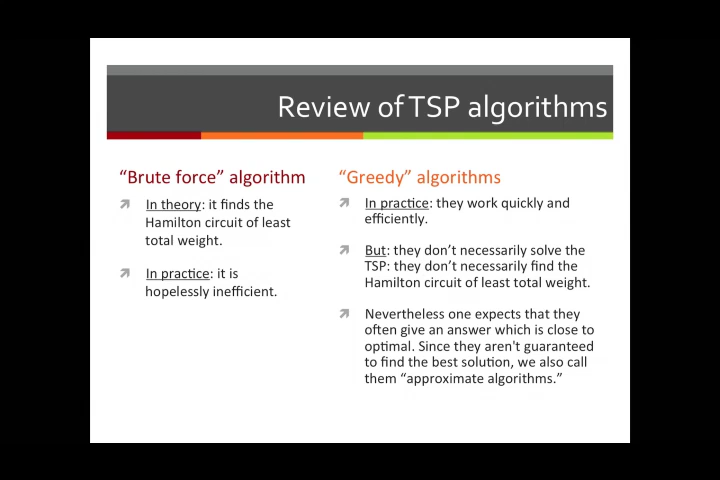 Review of TSP algorithms
“Brute force” algorithm
In theory: it finds the
Hamilton circuit of least
total weight.
In practice: it is
hopelessly inefficient.
“Greedy” algorithms
In practice: they work quickly and
efficiently.
But: they don’t necessarily solve the
TSP: they don’t necessarily find the
Hamilton circuit of least total weight.
Nevertheless one expects that they
often give an answer which is close to
optimal. Since they aren't guaranteed
to find the best solution, we also call
them “approximate algorithms.”